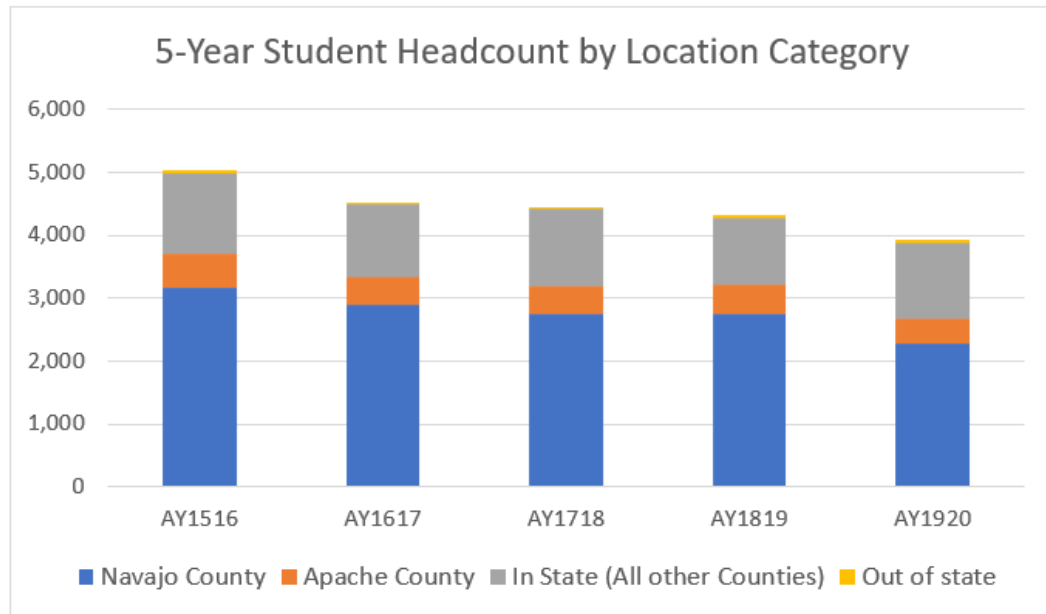 5-Year Student Headcount by Location Category
6,000
5,000
4,000
3,000
2,000
1,000
0
AY1516 AY1617 AY1718 AY1819 AY1920
Navajo County Apache County In State (All other Counties) Out of state